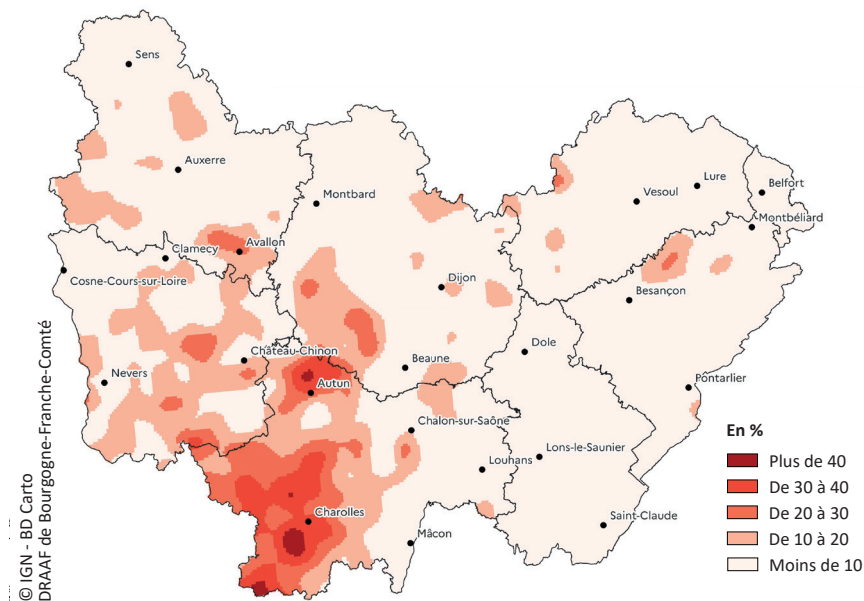 Sens
Auxerre
Montbard
Vesoul
Lure
Belfort
Montbéliard
Clamecy
Avallon
Cosne-Cours-sur-Loire
Dijon
Besançon
Château-Chinon
Beaune
Dole
Nevers
Autun
Pontarlier
Chalon-sur-Saône
Louhans
Lons-le-Saunier
Charolles
Mâcon
Saint-Claude
En %
Plus de 40
De 30 à 40
De 20 à 30
De 10 à 20
Moins de 10
© IGN - BD Carto
DRAAF de Bourgogne-Franche-Comté